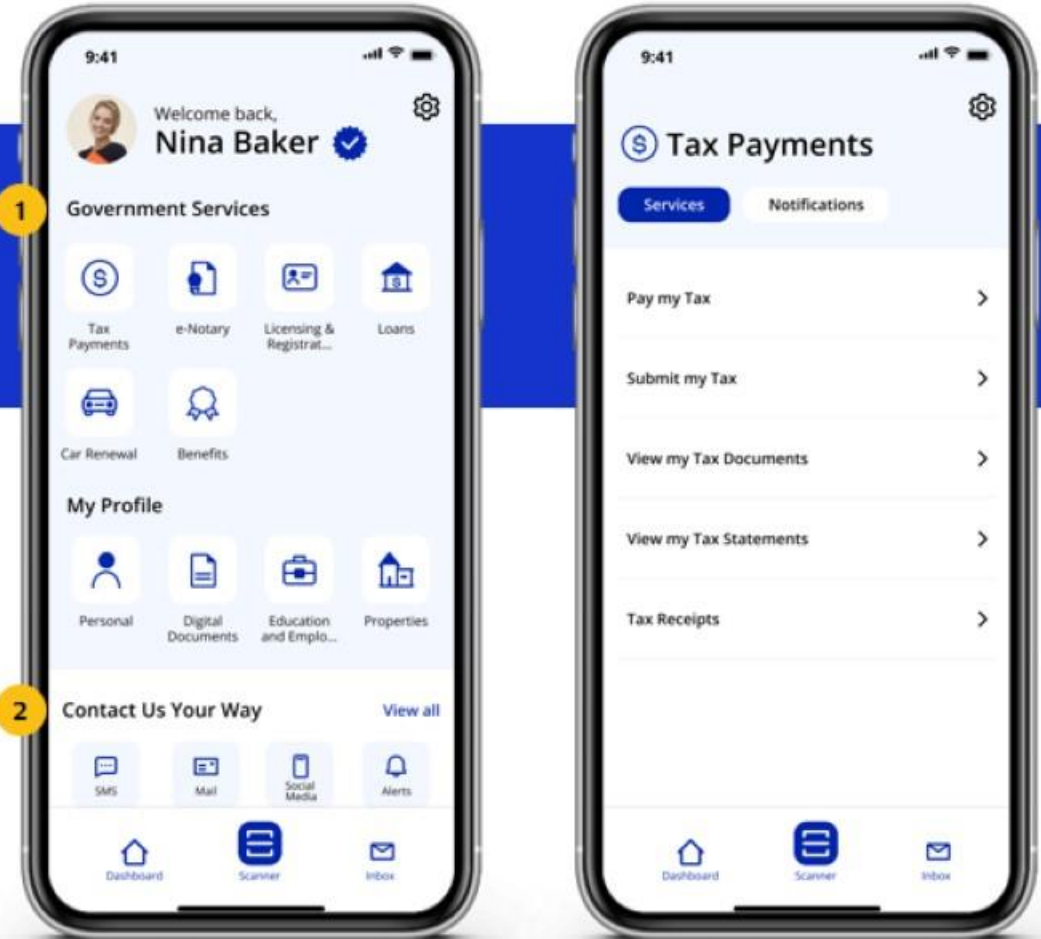 9:41
Welcome back,
Nina Baker
1
Government Services
Tax
Payments
e-Notary
Licensing &
Registrat...
Loans
Car Renewal
Benefits
My Profile
Personal
Digital
Documents
Education
and Emplo...
Properties
2
Contact Us Your Way
View all
SMS
Mail
Social
Media
Alerts
Dashboard
Scanner
Inbox
9:41
$ Tax Payments
Services
Notifications
Pay my Tax
Submit my Tax
View my Tax Documents
View my Tax Statements
Tax Receipts
Dashboard
Scanner
Inbox